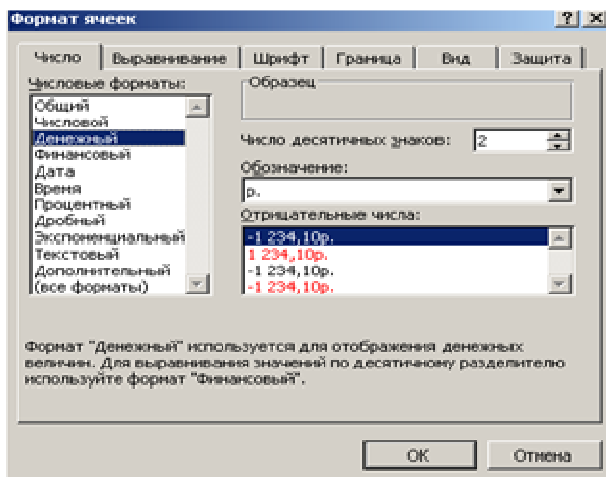 Формат ячеек
Число
Выравнивание
Шрифт
Граница
Вид
Защита
Числовые форматы:
Общий
Числовой
Денежный
Финансовый
Дата
Время
Процентный
Дробный
Экспоненциальный
Текстовый
Дополнительный
(все форматы)
Образец
Число десятичных знаков: 2
Обозначение:
р.
Отрицательные числа:
-1 234,10р.
1 234,10р.
-1 234,10р.
-1 234,10р.
Формат "Денежный" используется для отображения денежных
величин. Для выравнивания значений по десятичному разделителю
используйте формат "Финансовый".
ОК
Отмена